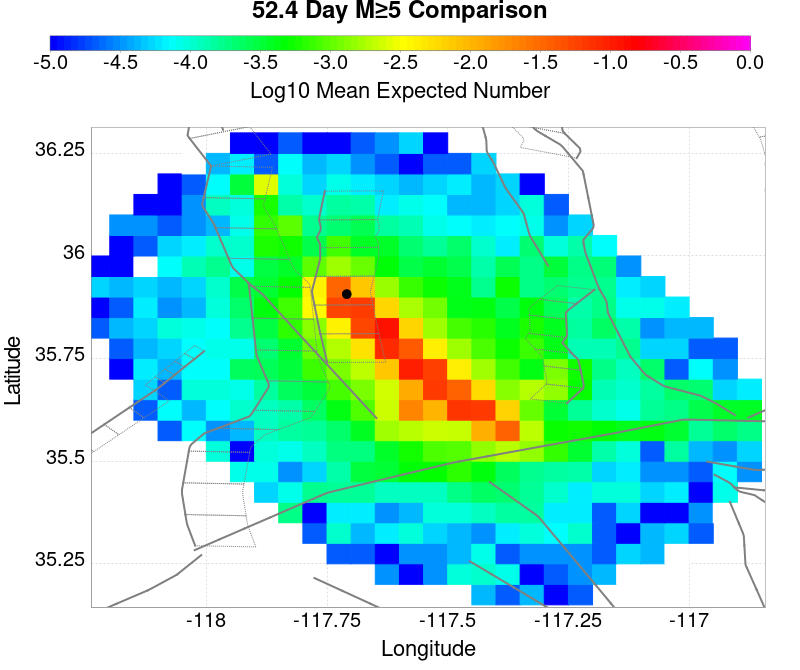 52.4 Day M≥5 Comparison
-5.0 -4.5 -4.0 -3.5 -3.0 -2.5 -2.0 -1.5 -1.0 -0.5 0.0
Log10 Mean Expected Number
36.25
36
35.75
35.5
35.25
Latitude
-118 -117.75 -117.5 -117.25 -117
Longitude